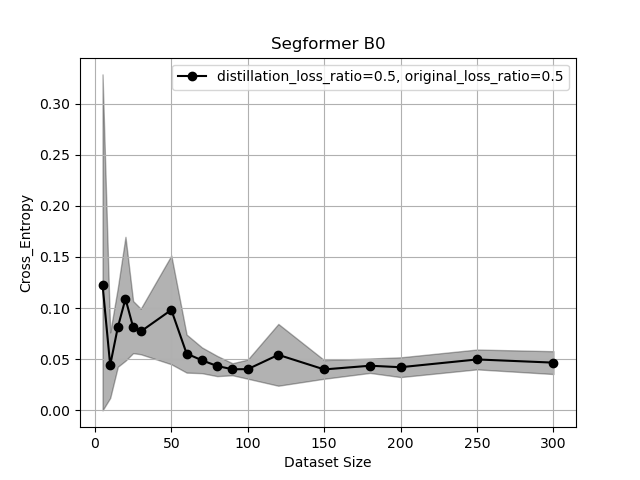 Segformer B0
distillation_loss_ratio=0.5, original_loss_ratio=0.5
0.30
0.25
0.20
0.15
0.10
0.05
0.00
Cross_Entropy
0 50 100 150 200 250 300
Dataset Size